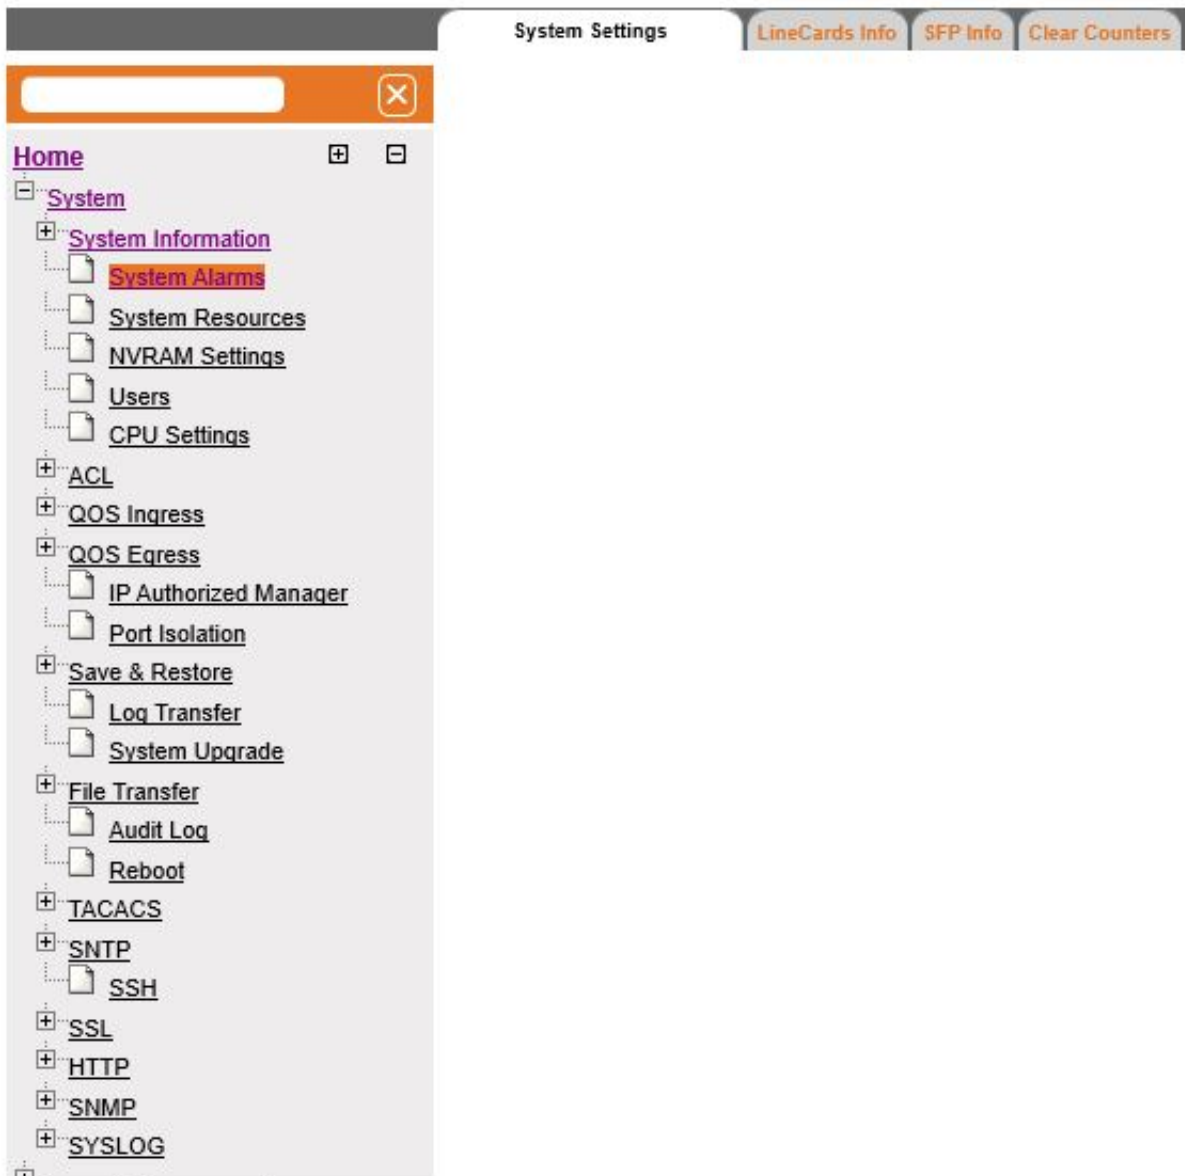 System Settings
LineCards Info
SFP Info
Clear Counters
Home
System
System Information
System Alarms
System Resources
NVRAM Settings
Users
CPU Settings
ACL
QOS Ingress
QOS Egress
IP Authorized Manager
Port Isolation
Save & Restore
Log Transfer
System Upgrade
File Transfer
Audit Log
Reboot
TACACS
SNTP
SSH
SSL
HTTP
SNMP
SYSLOG